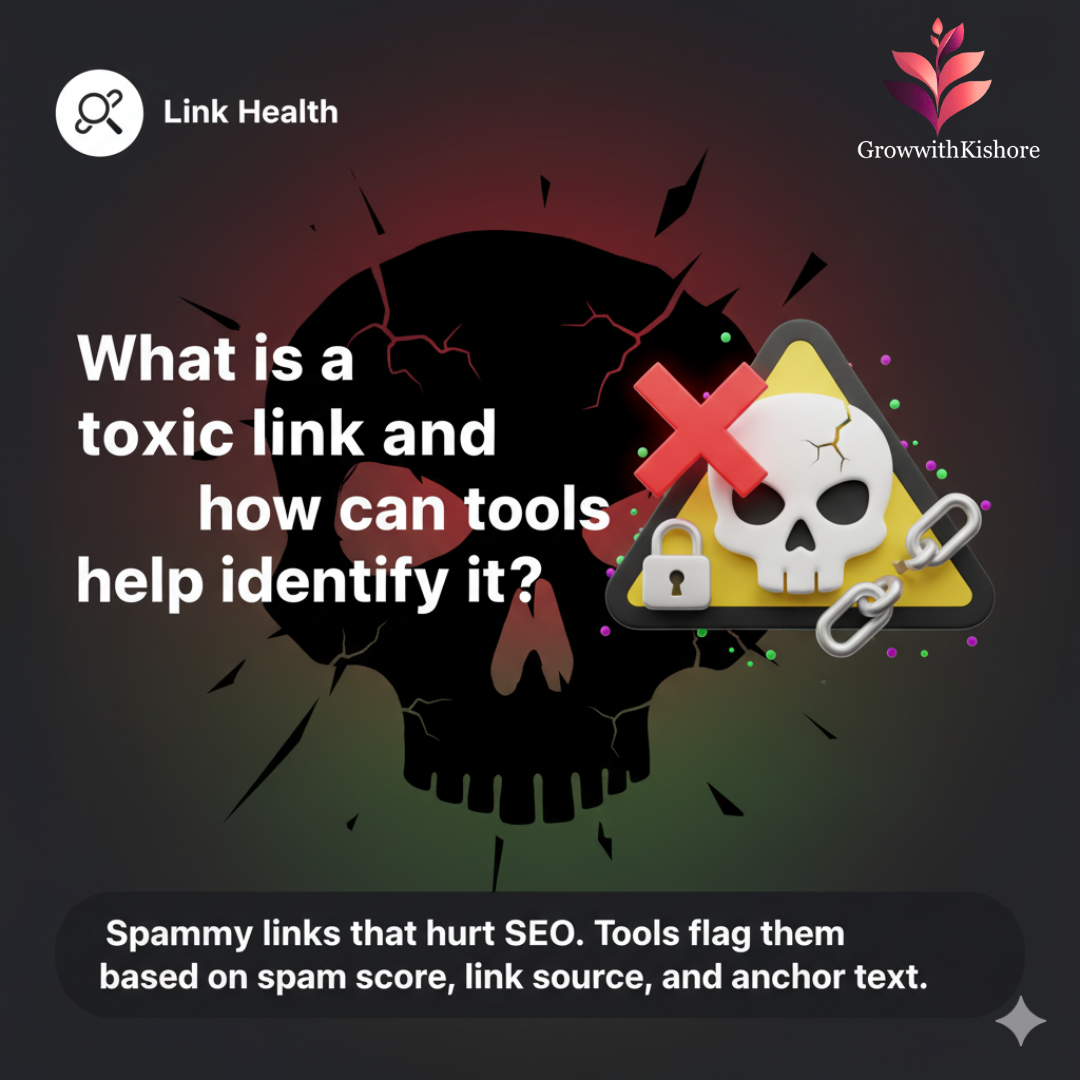 Link Health
GrowwithKishore
What is a
toxic link and
how can tools
help identify it?
Spammy links that hurt SEO. Tools flag them
based on spam score, link source, and anchor text.